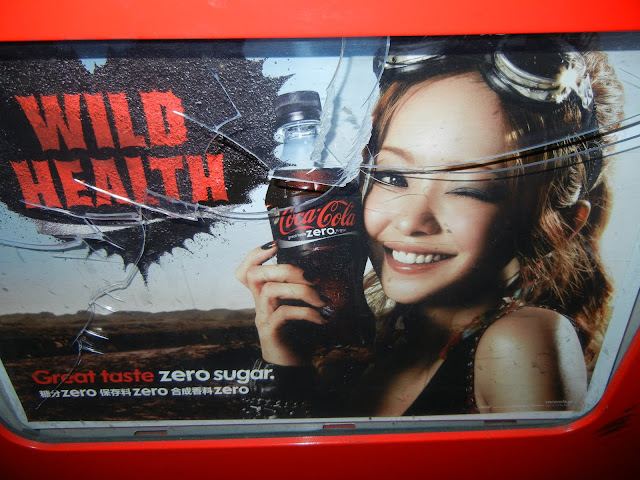 WILD
HEALTH
Coca-Cola
zero
Great taste zero sugar.
糖分zero 保存料zero 合成香料zero